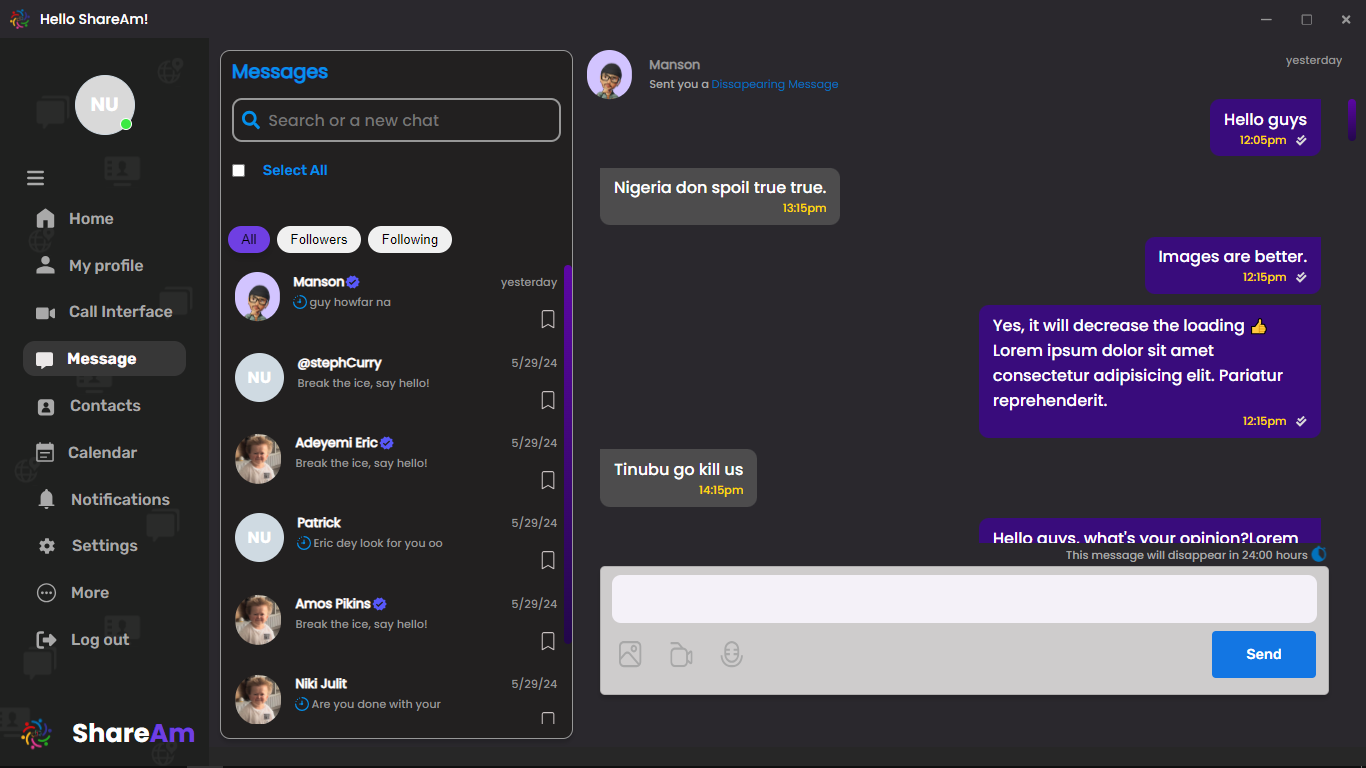 Hello ShareAm!
NU
Home
My profile
Call Interface
Message
Contacts
Calendar
Notifications
Settings
More
Log out
ShareAm
Messages
Search or a new chat
Select All
All Followers Following
Manson yesterday
guy howfar na
NU
@stephCurry 5/29/24
Break the ice, say hello!
Adeyemi Eric 5/29/24
Break the ice, say hello!
NU
Patrick 5/29/24
Eric dey look for you oo
Amos Pikins 5/29/24
Break the ice, say hello!
Niki Julit 5/29/24
Are you done with your
Manson
Sent you a Dissapearing Message
yesterday
Hello guys
12:05pm
Nigeria don spoil true true.
13:15pm
Images are better.
12:15pm
Yes, it will decrease the loading 👍
Lorem ipsum dolor sit amet
consectetur adipisicing elit. Pariatur
reprehenderit.
12:15pm
Tinubu go kill us
14:15pm
Hello guys, what's your opinion?Lorem
This message will disappear in 24:00 hours
Send